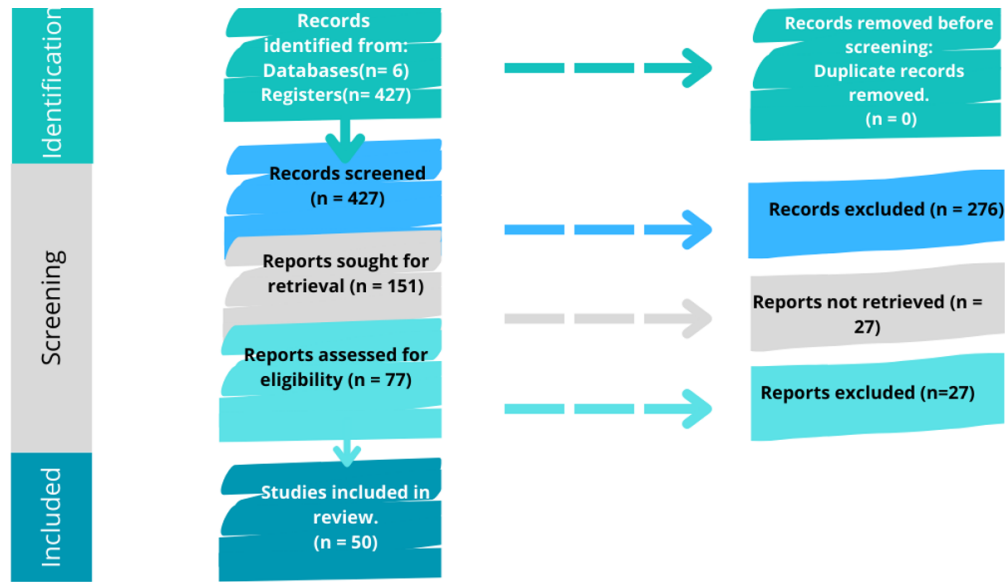 Identification
Records
identified from:
Databases(n= 6)
Registers(n= 427)
Records removed before
screening:
Duplicate records
removed.
(n = 0)
Screening
Records screened
(n = 427)
Records excluded (n = 276)
Reports sought for
retrieval (n = 151)
Reports not retrieved (n =
27)
Reports assessed for
eligibility (n = 77)
Reports excluded (n=27)
Included
Studies included in
review.
(n = 50)